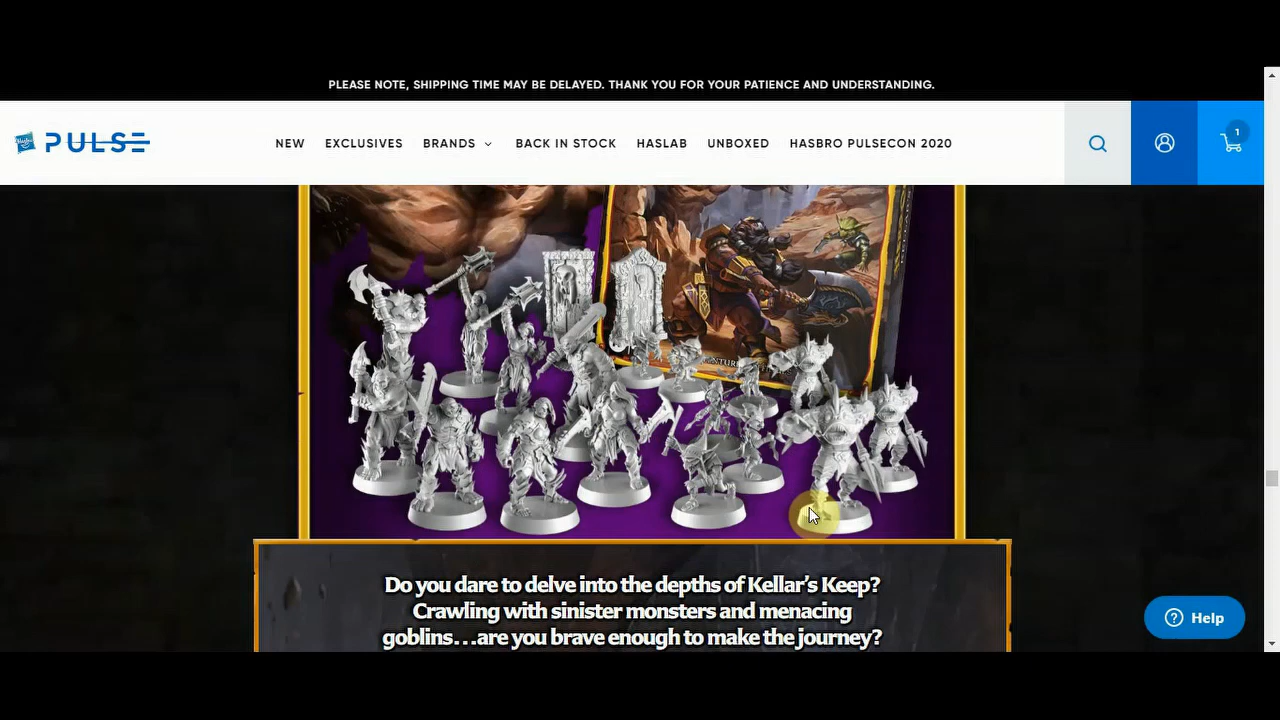 PLEASE NOTE, SHIPPING TIME MAY BE DELAYED. THANK YOU FOR YOUR PATIENCE AND UNDERSTANDING.
Hasbro PULSE NEW EXCLUSIVES BRANDS BACK IN STOCK HASLAB UNBOXED HASBRO PULSECON 2020 1
Do you dare to delve into the depths of Kellar's Keep?
Crawling with sinister monsters and menacing
goblins...are you brave enough to make the journey?
Help